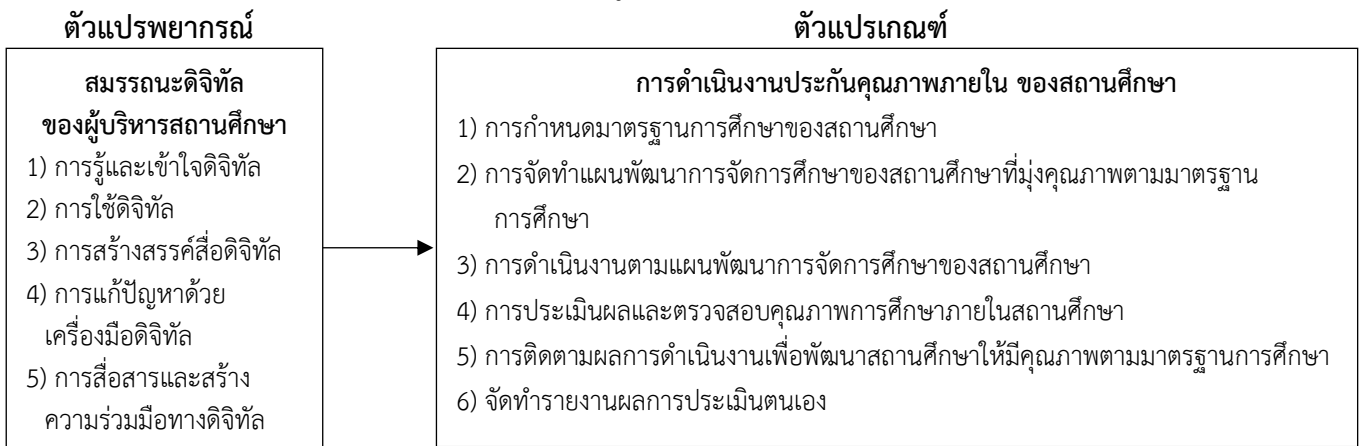 ตัวแปรพยากรณ์
สมรรถนะดิจิทัล
ของผู้บริหารสถานศึกษา
1) การรู้และเข้าใจดิจิทัล
2) การใช้ดิจิทัล
3) การสร้างสรรค์สื่อดิจิทัล
4) การแก้ปัญหาด้วย
เครื่องมือดิจิทัล
5) การสื่อสารและสร้าง
ความร่วมมือทางดิจิทัล
ตัวแปรเกณฑ์
การดำเนินงานประกันคุณภาพภายใน ของสถานศึกษา
1) การกำหนดมาตรฐานการศึกษาของสถานศึกษา
2) การจัดทำแผนพัฒนาการจัดการศึกษาของสถานศึกษาที่มุ่งคุณภาพตามมาตรฐาน
การศึกษา
3) การดำเนินงานตามแผนพัฒนาการจัดการศึกษาของสถานศึกษา
4) การประเมินผลและตรวจสอบคุณภาพการศึกษาภายในสถานศึกษา
5) การติดตามผลการดำเนินงานเพื่อพัฒนาสถานศึกษาให้มีคุณภาพตามมาตรฐานการศึกษา
6) จัดทำรายงานผลการประเมินตนเอง